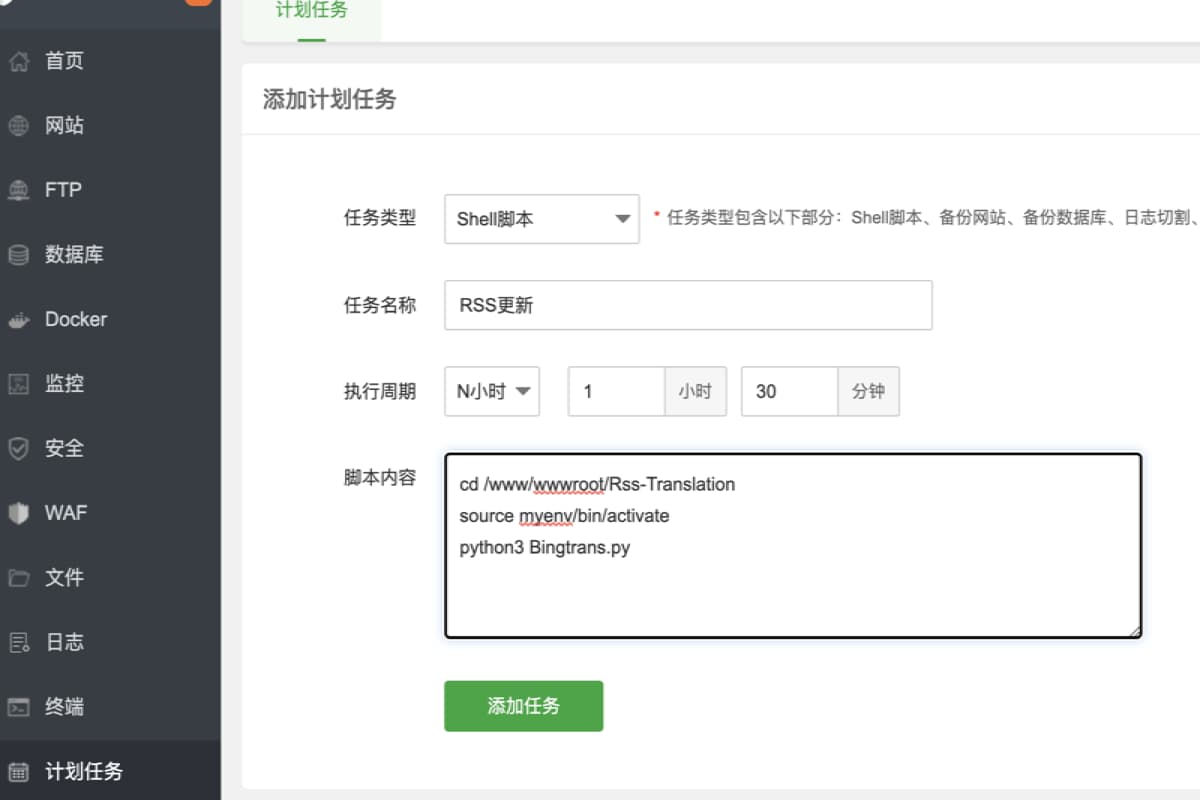 计划任务
首页
网站
FTP
数据库
Docker
监控
安全
WAF
文件
日志
终端
计划任务
添加计划任务
任务类型 Shell脚本 * 任务类型包含以下部分：Shell脚本、备份网站、备份数据库、日志切割、
任务名称 RSS更新
执行周期 N小时 1 小时 30 分钟
脚本内容
cd /www/wwwroot/Rss-Translation
source myenv/bin/activate
python3 Bingtrans.py
添加任务